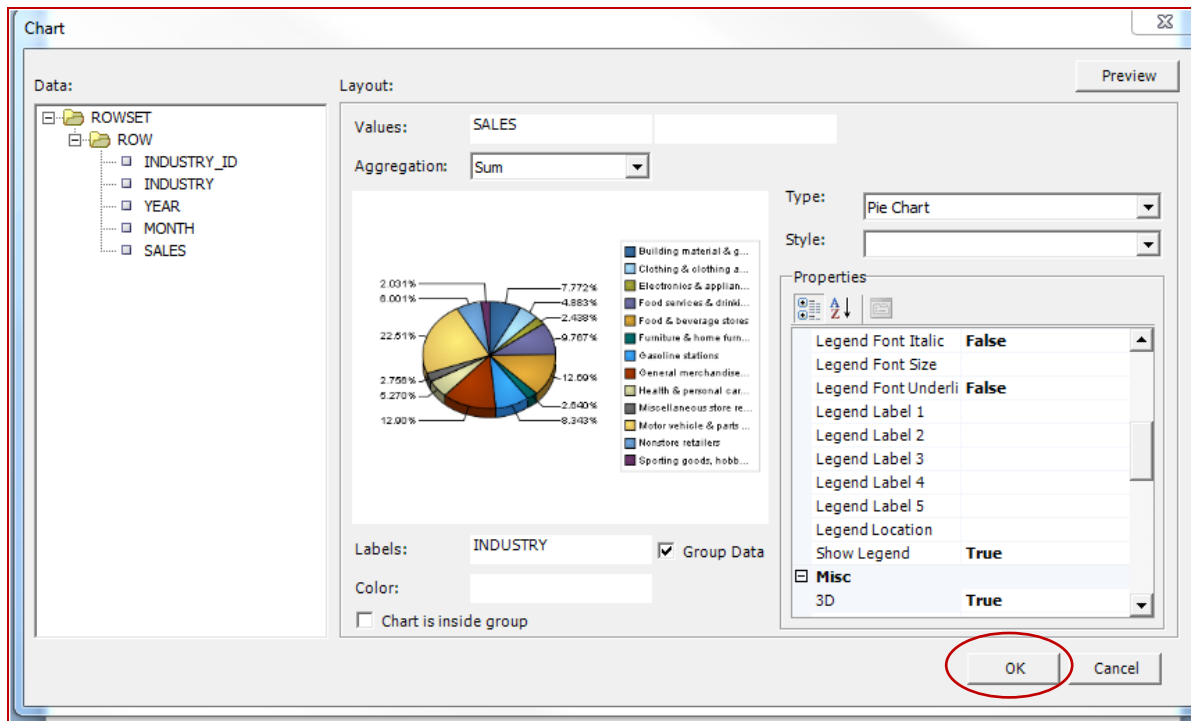 Chart
Preview
Data:
Layout:
ROWSET
ROW
INDUSTRY_ID
INDUSTRY
YEAR
MONTH
SALES
Values:
SALES
Aggregation:
Sum
Type:
Pie Chart
Style:
Properties
Legend Font Italic False
Legend Font Size
Legend Font Underli False
Legend Label 1
Legend Label 2
Legend Label 3
Legend Label 4
Legend Label 5
Legend Location
Show Legend True
Misc
3D True
2.031%
6.001%
22.51%
2.756%
5.270%
12.90%
7.772%
4.883%
2.438%
9.767%
12.69%
2.640%
8.343%
Building material & g...
Clothing & clothing a...
Electronics & applian...
Food services & drinki...
Food & beverage stores
Furniture & home furn...
Gasoline stations
General merchandise...
Health & personal car...
Miscellaneous store re...
Motor vehicle & parts ...
Nonstore retailers
Sporting goods, hobb...
Labels:
INDUSTRY
Group Data
Color:
Chart is inside group
OK
Cancel